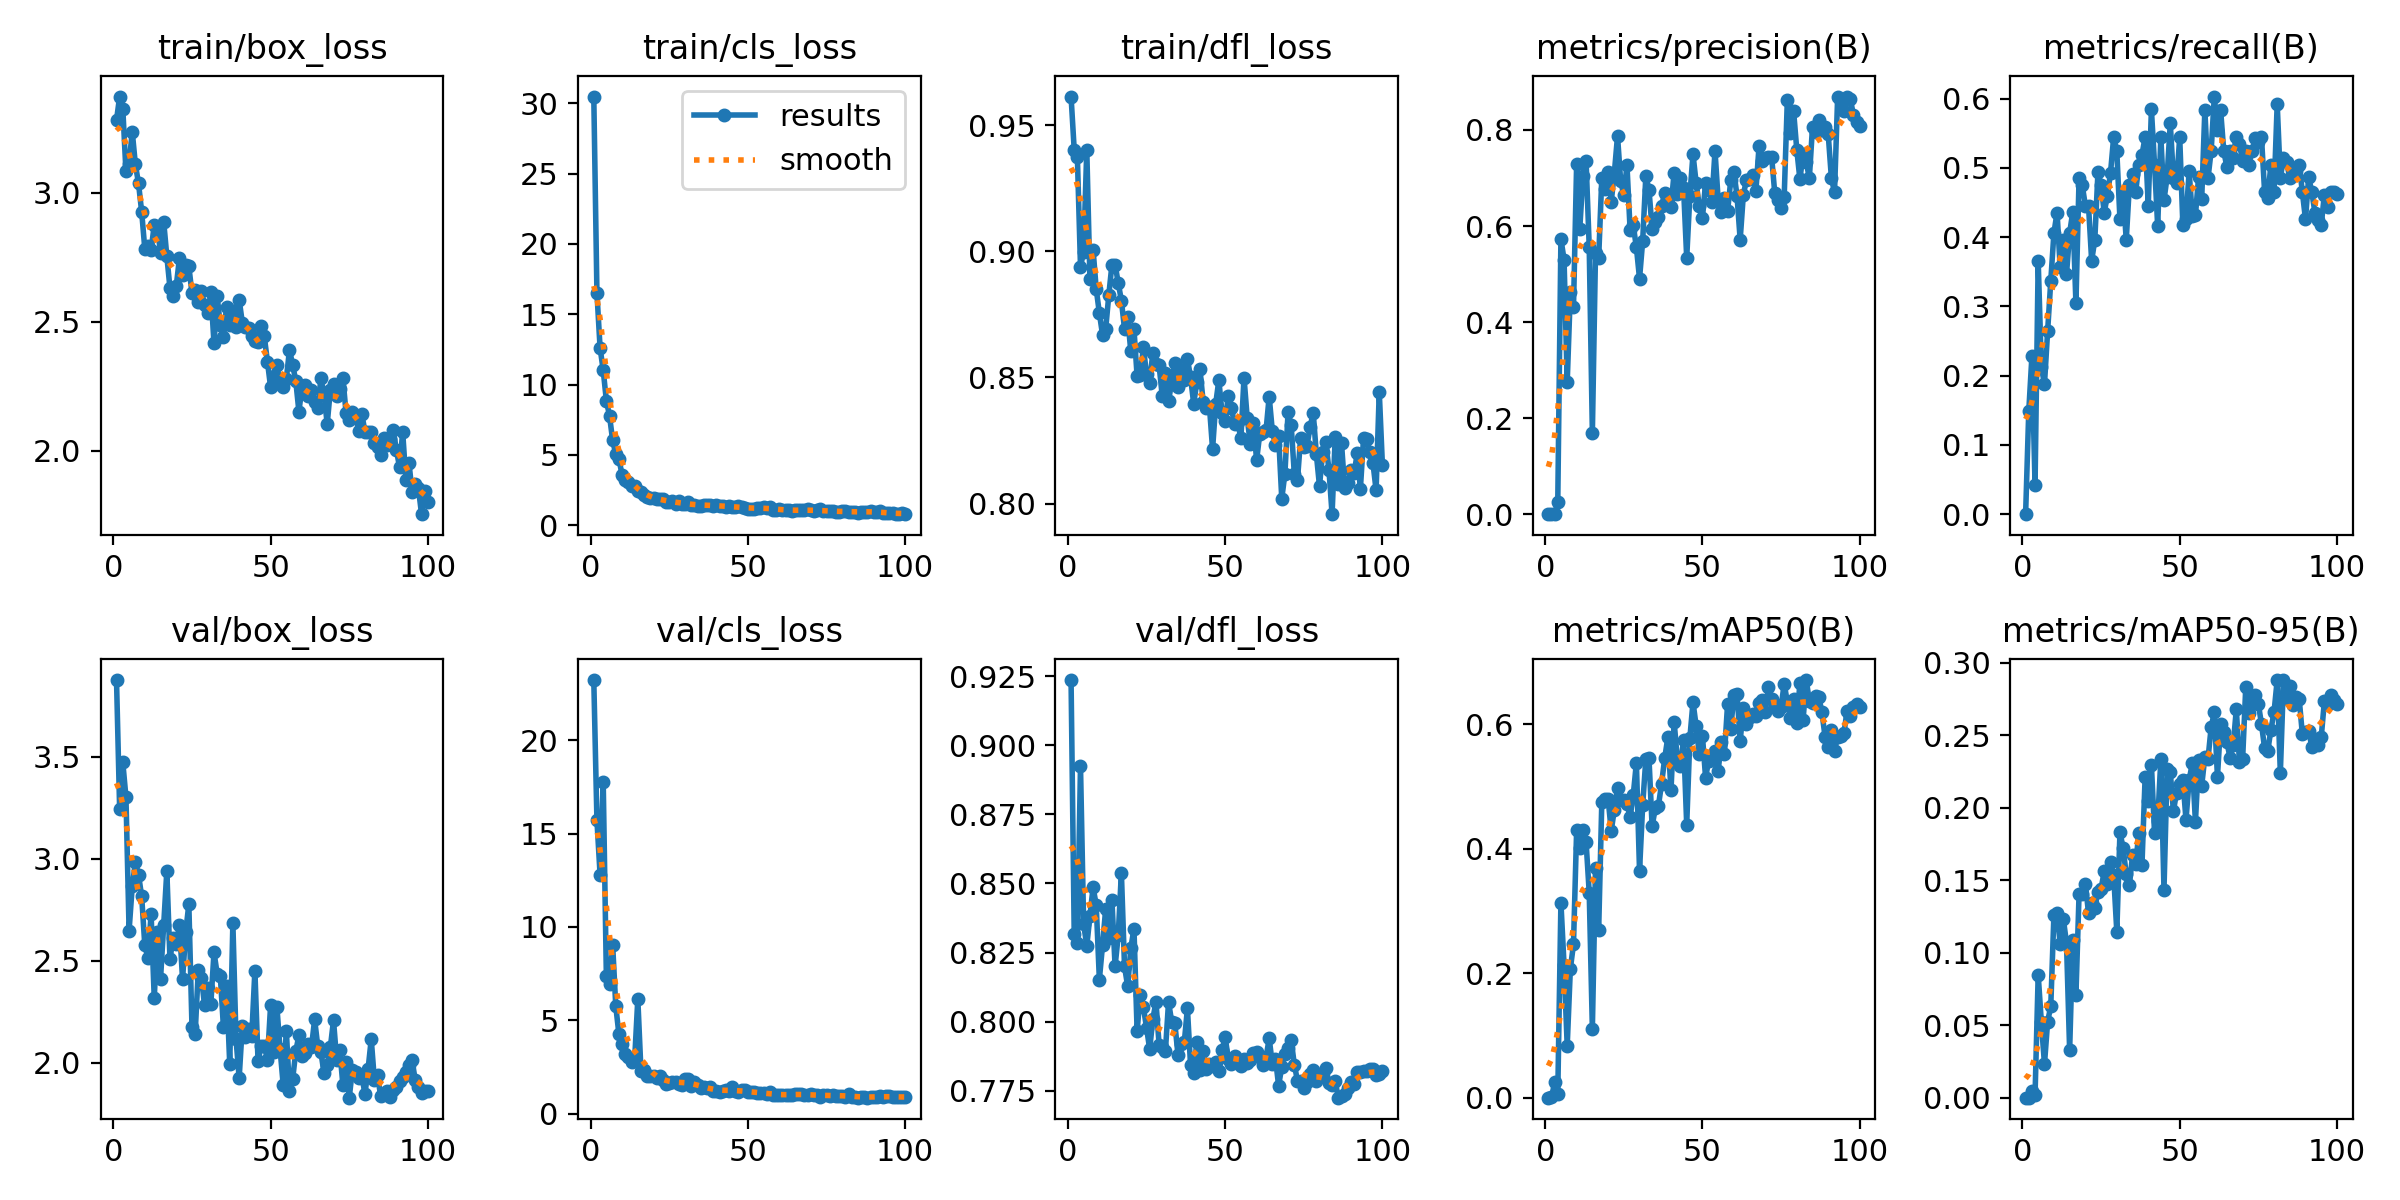 train/box_loss
3.0
2.5
2.0
0 50 100
train/cls_loss
results
smooth
30
25
20
15
10
5
0
0 50 100
train/dfl_loss
0.95
0.90
0.85
0.80
0 50 100
metrics/precision(B)
0.8
0.6
0.4
0.2
0.0
0 50 100
metrics/recall(B)
0.6
0.5
0.4
0.3
0.2
0.1
0.0
0 50 100
val/box_loss
3.5
3.0
2.5
2.0
0 50 100
val/cls_loss
20
15
10
5
0
0 50 100
val/dfl_loss
0.925
0.900
0.875
0.850
0.825
0.800
0.775
0 50 100
metrics/mAP50(B)
0.6
0.4
0.2
0.0
0 50 100
metrics/mAP50-95(B)
0.30
0.25
0.20
0.15
0.10
0.05
0.00
0 50 100